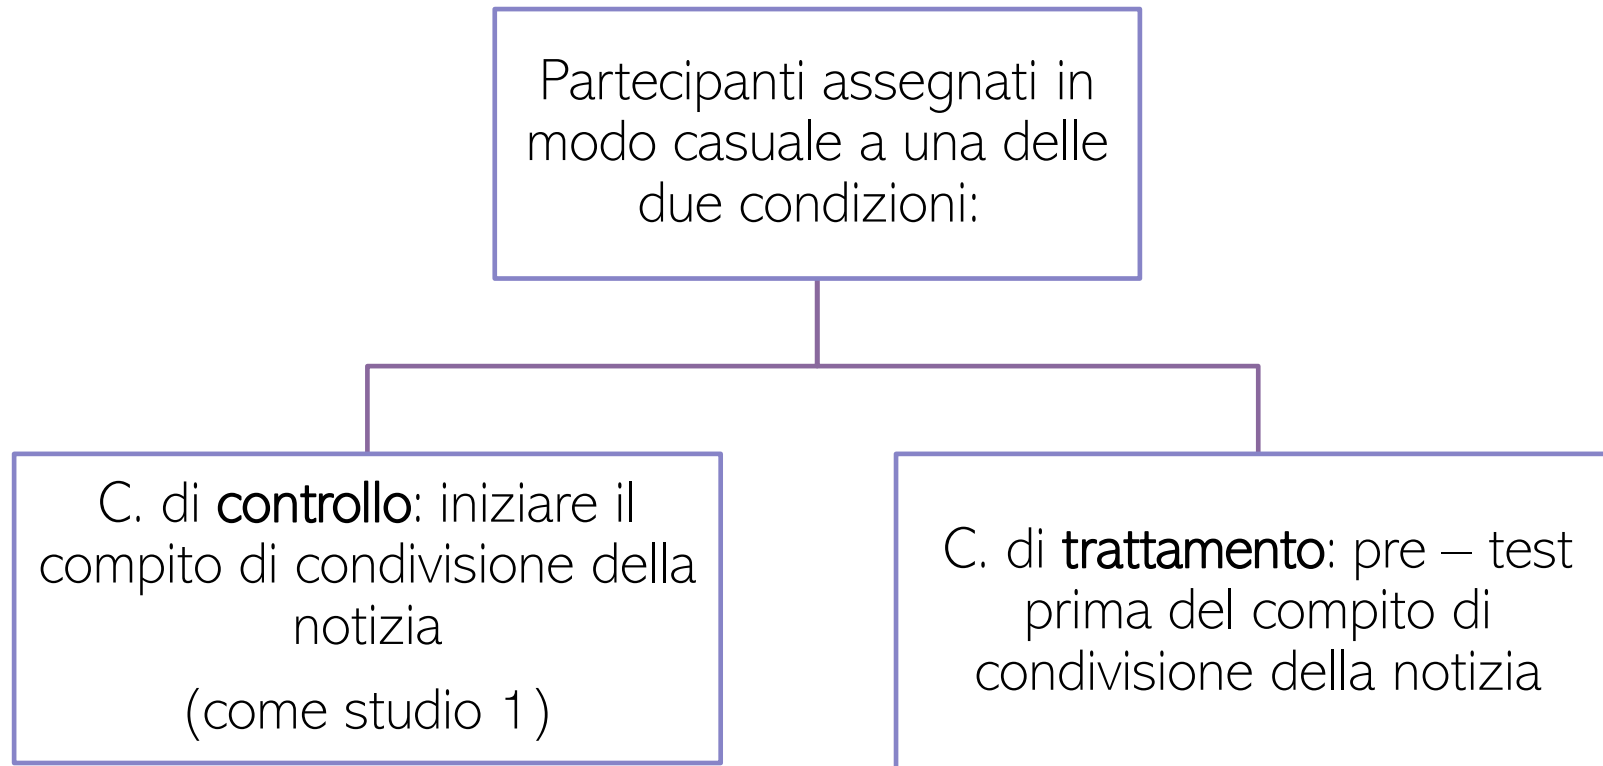 Partecipanti assegnati in
modo casuale a una delle
due condizioni:
C. di controllo: iniziare il
compito di condivisione della
notizia
(come studio 1)
C. di trattamento: pre – test
prima del compito di
condivisione della notizia